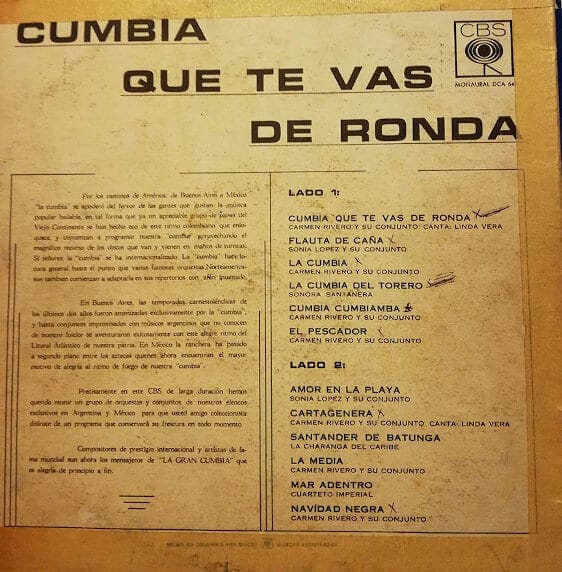 CUMBIA
QUE TE VAS
DE RONDA
CBS
MONAURAL DCA 64
Por los caminos de América, de Buenos Aires a México
"la cumbia" se apoderó del fervor de las gentes que gustan la música
popular bailable, en tal forma que ya un apreciable grupo de países del
Viejo Continente se han hecho eco de este ritmo colombiano que enlo-
quece, y conjuntan a programar nuestra "cumbia" aprovechando el
magnífico recurso de los discos que van y vienen en manos de turistas.
Si señores: la "cumbia" se ha internacionalizado. La "cumbia" hace lo-
cura general hasta el punto que varias famosas orquestas Norteamerica-
nas tambien comienzan a adaptarla en sus repertorios con afán inusitado.
En Buenos Aires, las temporadas carnestoléndicas de
los últimos dos años fueron amenizadas exclusivamente por la "cumbia",
y hasta conjuntos improvisados con músicos argentinos que no conocen
de nuestro folclor se aventuraron exitosamente con este alegre ritmo del
Litoral Atlántico de nuestra patria. En México la ranchera ha pasado
a segundo plano entre los aztecas quienes ahora encuentran el mayor
motivo de alegría al ritmo de fuego de nuestra "cumbia".
Precisamente en este CBS de larga duración hemos
querido reunir un grupo de orquestas y conjuntos de nuestros elencos
exclusivos en Argentina y México para que usted amigo coleccionista
disfrute de un programa que conservará su frescura en todo momento.
Compositores de prestigio internacional y artistas de fa-
ma mundial son ahora los mensajeros de "LA GRAN CUMBIA" que
es alegría de principio a fin.
LADO 1:
CUMBIA QUE TE VAS DE RONDA
CARMEN RIVERO Y SU CONJUNTO CANTA: LINDA VERA
FLAUTA DE CAÑA
SONIA LOPEZ Y SU CONJUNTO
LA CUMBIA
CARMEN RIVERO Y SU CONJUNTO
LA CUMBIA DEL TORERO
SONORA SANTANERA
CUMBIA CUMBIAMBA
CARMEN RIVERO Y SU CONJUNTO
EL PESCADOR
CARMEN RIVERO Y SU CONJUNTO
LADO 2:
AMOR EN LA PLAYA
SONIA LOPEZ Y SU CONJUNTO
CARTAGENERA
CARMEN RIVERO Y SU CONJUNTO CANTA: LINDA VERA
SANTANDER DE BATUNGA
LA CHARANGA DEL CARIBE
LA MEDIA
CARMEN RIVERO Y SU CONJUNTO
MAR ADENTRO
CUARTETO IMPERIAL
NAVIDAD NEGRA
CARMEN RIVERO Y SU CONJUNTO
HECHO EN COLOMBIA POR DISCOS